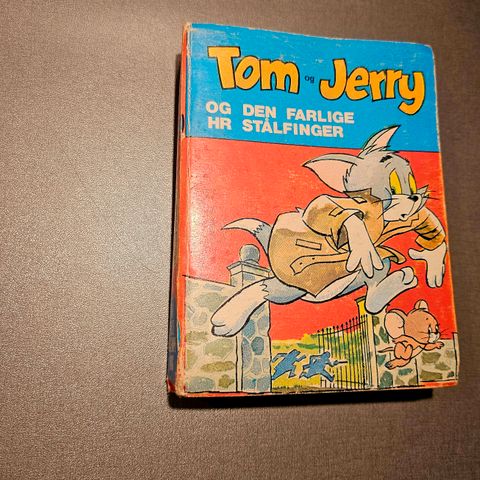 Tom og Jerry
OG DEN FARLIGE
HR STÅLFINGER